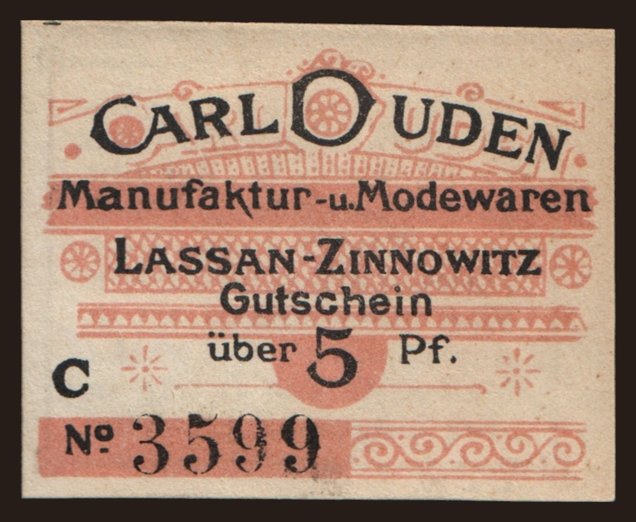 CARL OUDEN
Manufaktur-u.Modewaren
LASSAN-ZINNOWITZ
Gutschein
über 5 Pf.
C
No 3599